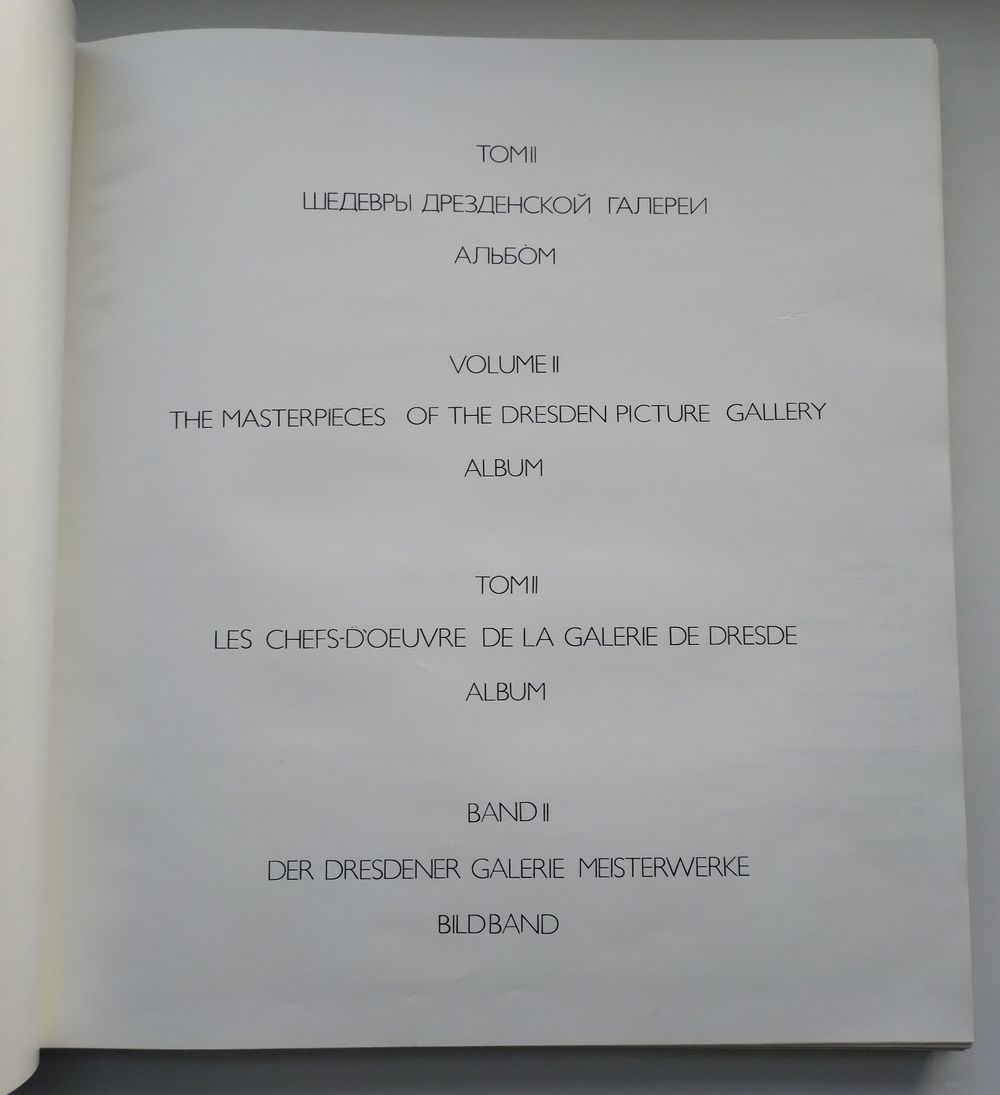 ТОМ II
ШЕДЕВРЫ ДРЕЗДЕНСКОЙ ГАЛЕРЕИ
АЛЬБОМ
VOLUME II
THE MASTERPIECES OF THE DRESDEN PICTURE GALLERY
ALBUM
TOM II
LES CHEFS-D'OEUVRE DE LA GALERIE DE DRESDE
ALBUM
BAND II
DER DRESDENER GALERIE MEISTERWERKE
BILDBAND